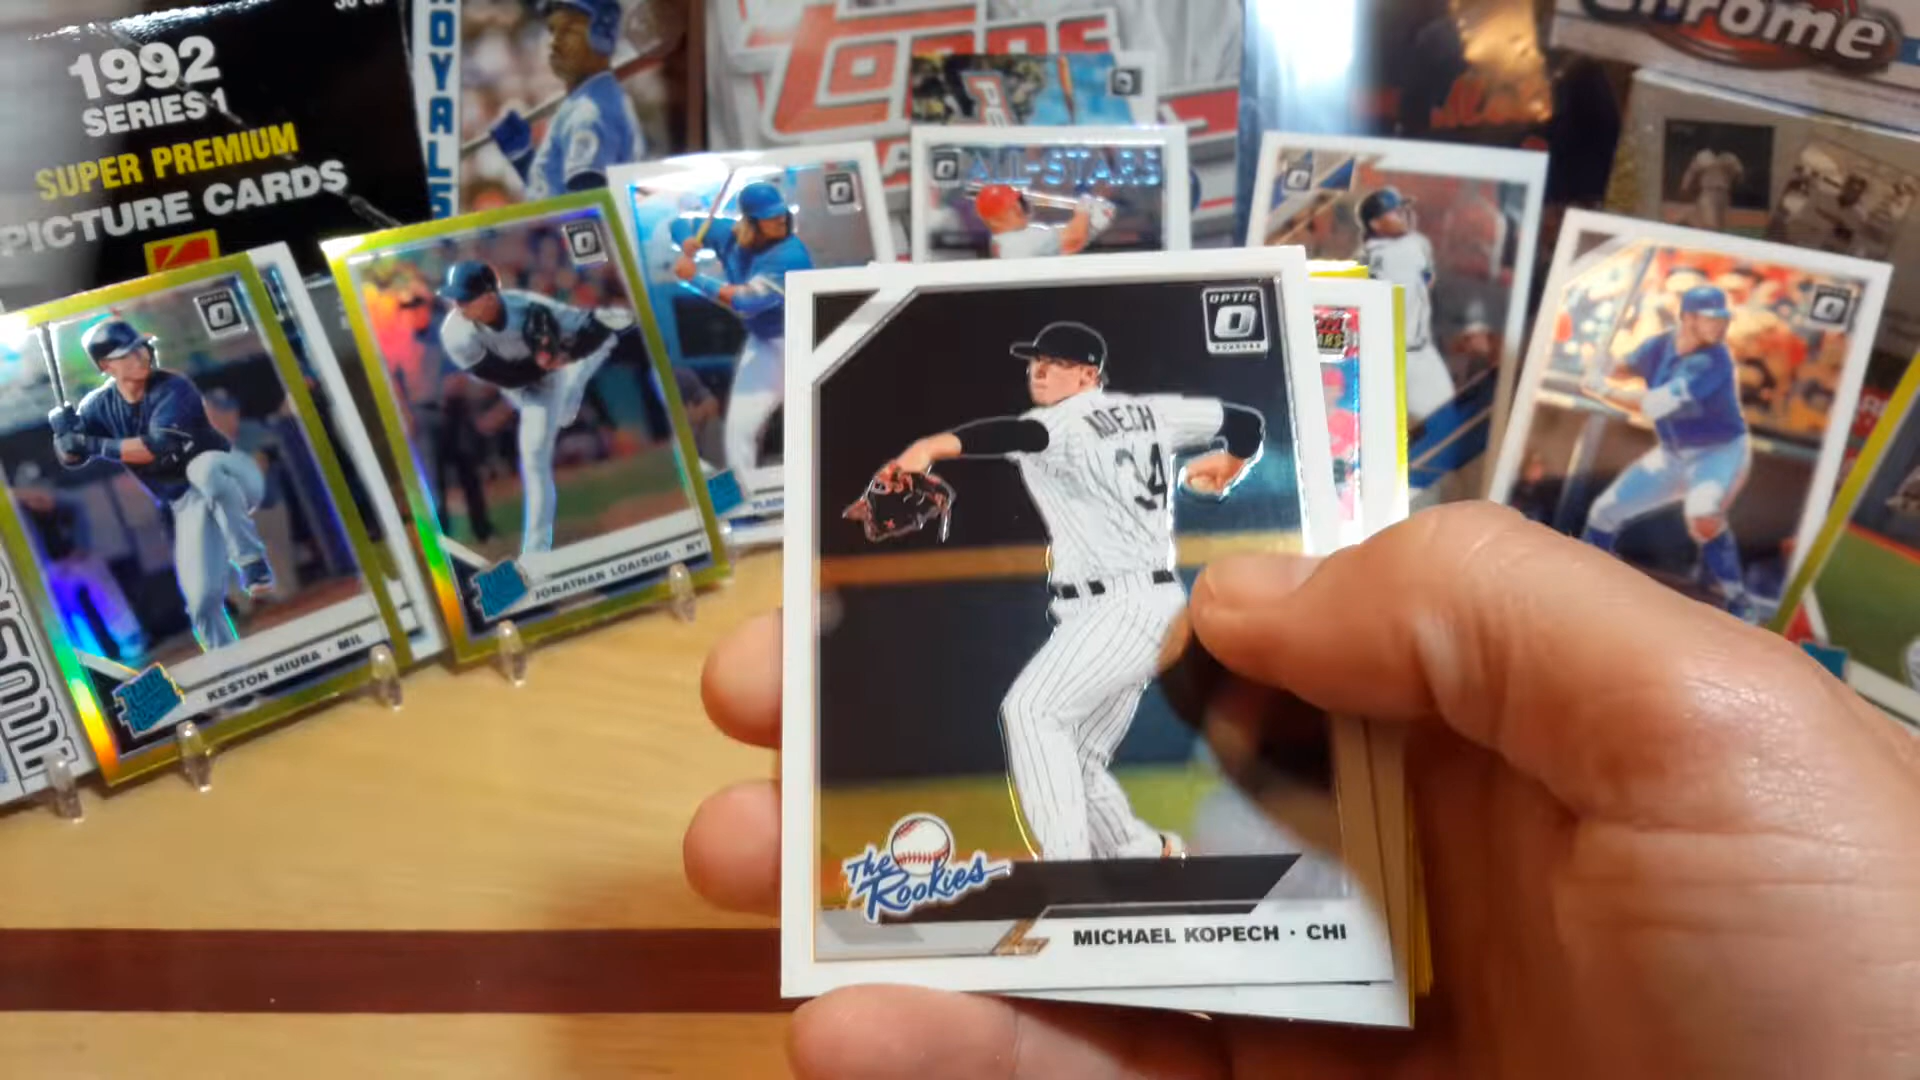 1992
SERIES 1
SUPER PREMIUM
PICTURE CARDS
ROYALS
Topps
Chrome
ALL-STARS
OPTIC
KOPECH
34
The
Rookies
MICHAEL KOPECH · CHI
JONATHAN LOAISIGA · NY
KESTON HIURA · MIL